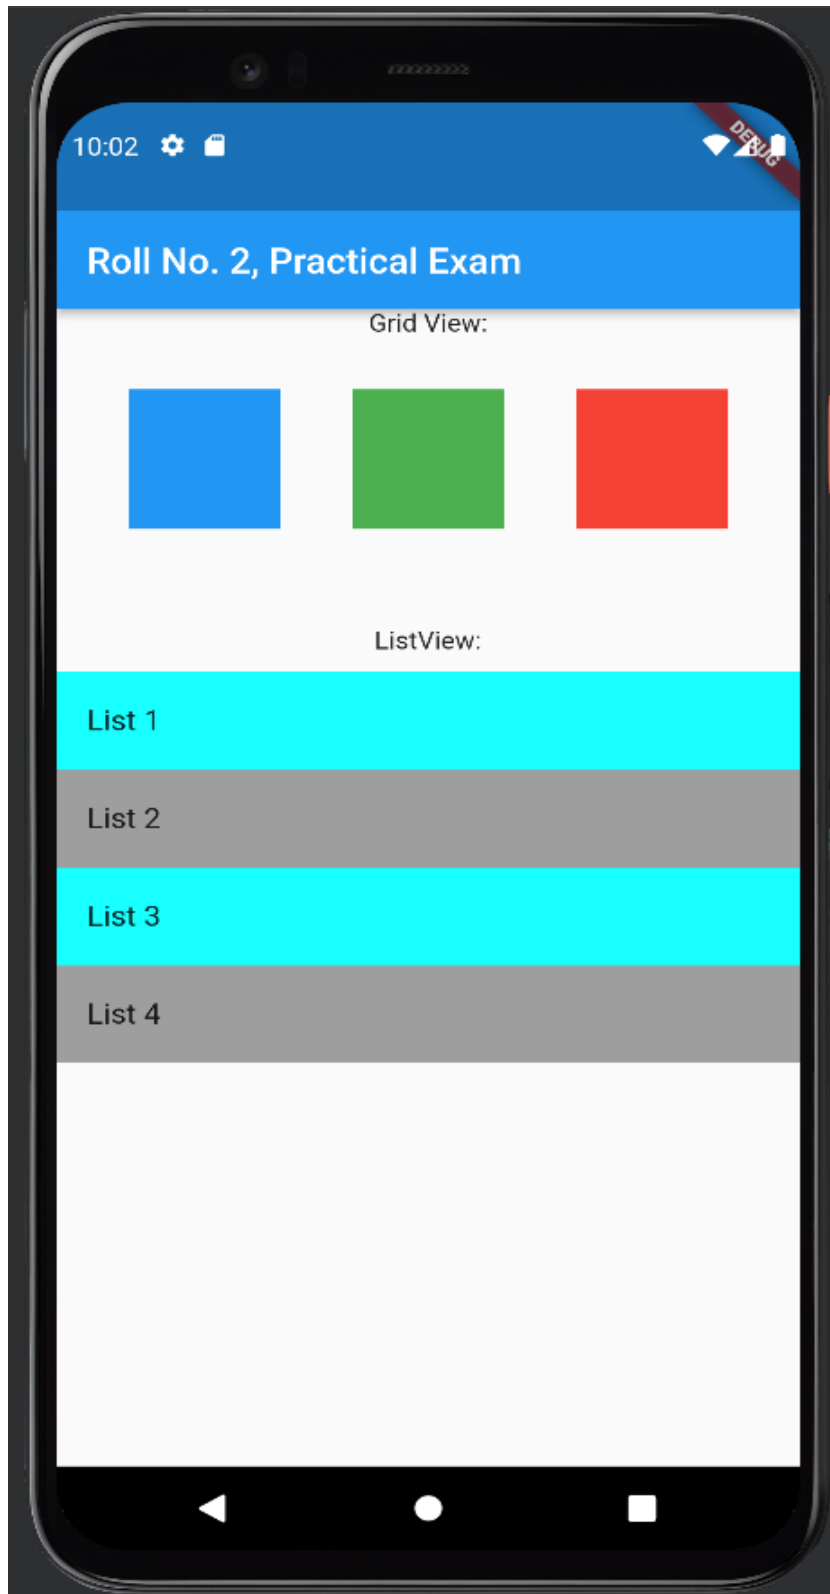 10:02
DEBUG
Roll No. 2, Practical Exam
Grid View:
ListView:
List 1
List 2
List 3
List 4